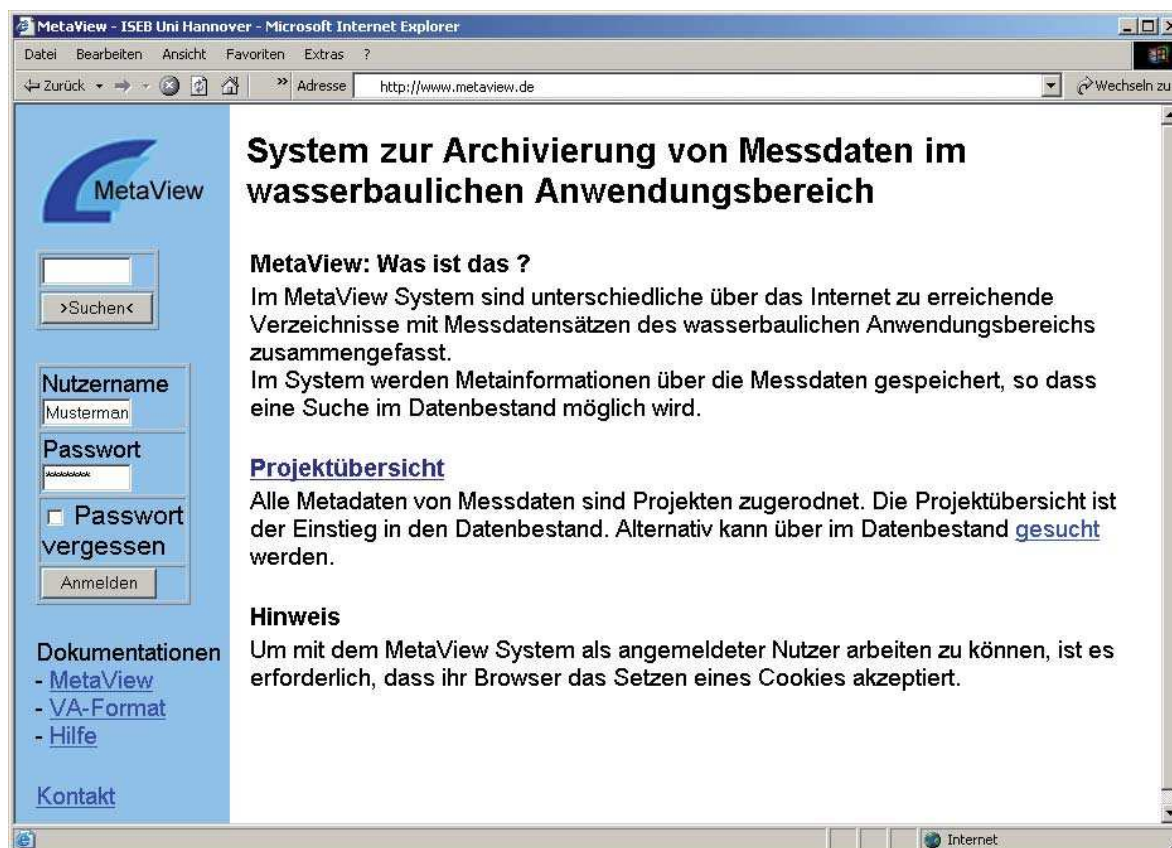 MetaView - ISEB Uni Hannover - Microsoft Internet Explorer
Datei Bearbeiten Ansicht Favoriten Extras ?
Zurück » Adresse http://www.metaview.de Wechseln zu
MetaView
>Suchen<
Nutzername
Musterman
Passwort
********
Passwort
vergessen
Anmelden
Dokumentationen
- MetaView
- VA-Format
- Hilfe
Kontakt
System zur Archivierung von Messdaten im
wasserbaulichen Anwendungsbereich
MetaView: Was ist das ?
Im MetaView System sind unterschiedliche über das Internet zu erreichende
Verzeichnisse mit Messdatensätzen des wasserbaulichen Anwendungsbereichs
zusammengefasst.
Im System werden Metainformationen über die Messdaten gespeichert, so dass
eine Suche im Datenbestand möglich wird.
Projektübersicht
Alle Metadaten von Messdaten sind Projekten zugerodnet. Die Projektübersicht ist
der Einstieg in den Datenbestand. Alternativ kann über im Datenbestand gesucht
werden.
Hinweis
Um mit dem MetaView System als angemeldeter Nutzer arbeiten zu können, ist es
erforderlich, dass ihr Browser das Setzen eines Cookies akzeptiert.
Internet